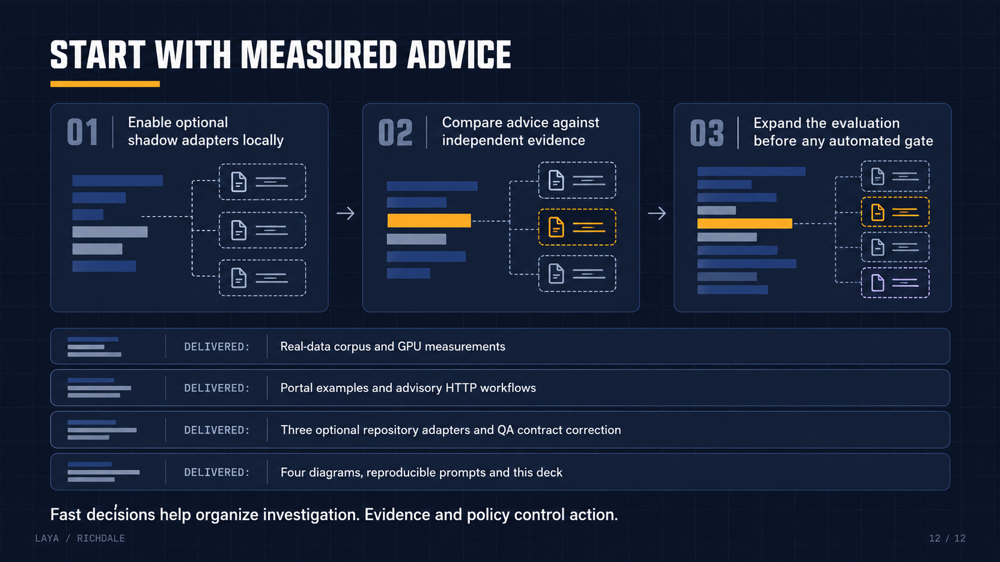 START WITH MEASURED ADVICE
01
Enable optional
shadow adapters locally
02
Compare advice against
independent evidence
03
Expand the evaluation
before any automated gate
DELIVERED: Real-data corpus and GPU measurements
DELIVERED: Portal examples and advisory HTTP workflows
DELIVERED: Three optional repository adapters and QA contract correction
DELIVERED: Four diagrams, reproducible prompts and this deck
Fast decisions help organize investigation. Evidence and policy control action.
LAYA / RICHDALE
12 / 12